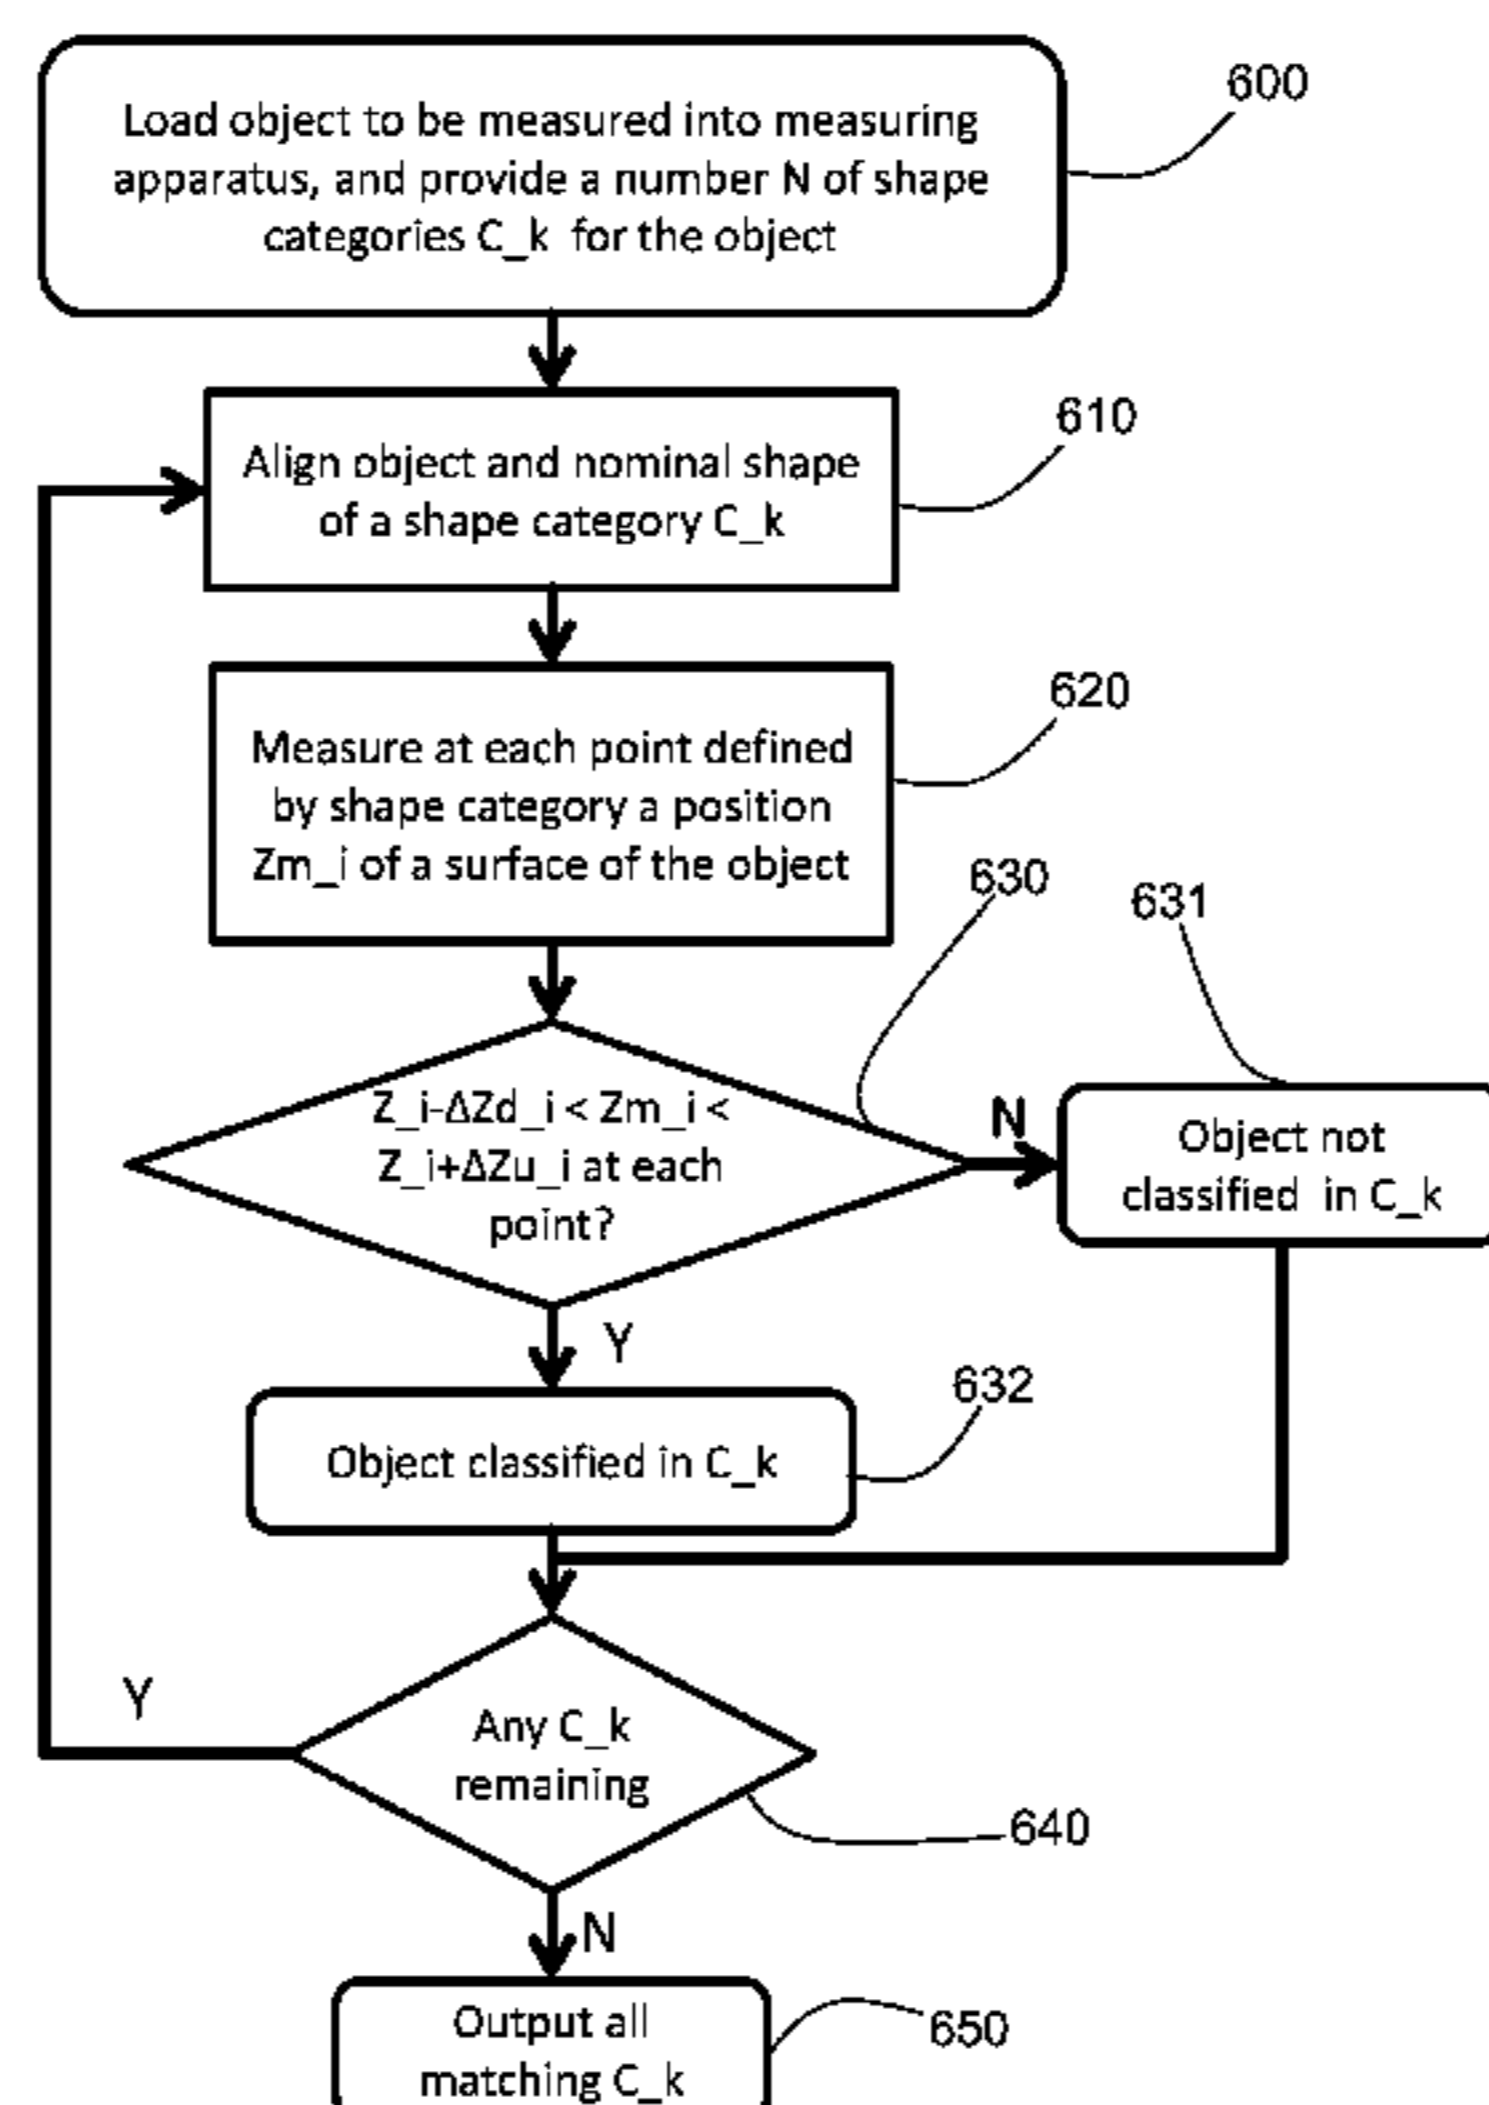 600
Load object to be measured into measuring
apparatus, and provide a number N of shape
categories C_k for the object
610
Align object and nominal shape
of a shape category C_k
620
Measure at each point defined
by shape category a position
Zm_i of a surface of the object
630
631
Z_i-ΔZd_i < Zm_i <
Z_i+ΔZu_i at each
point?
N
Object not
classified in C_k
Y
632
Object classified in C_k
Y
Any C_k
remaining
640
N
Output all
matching C_k
650